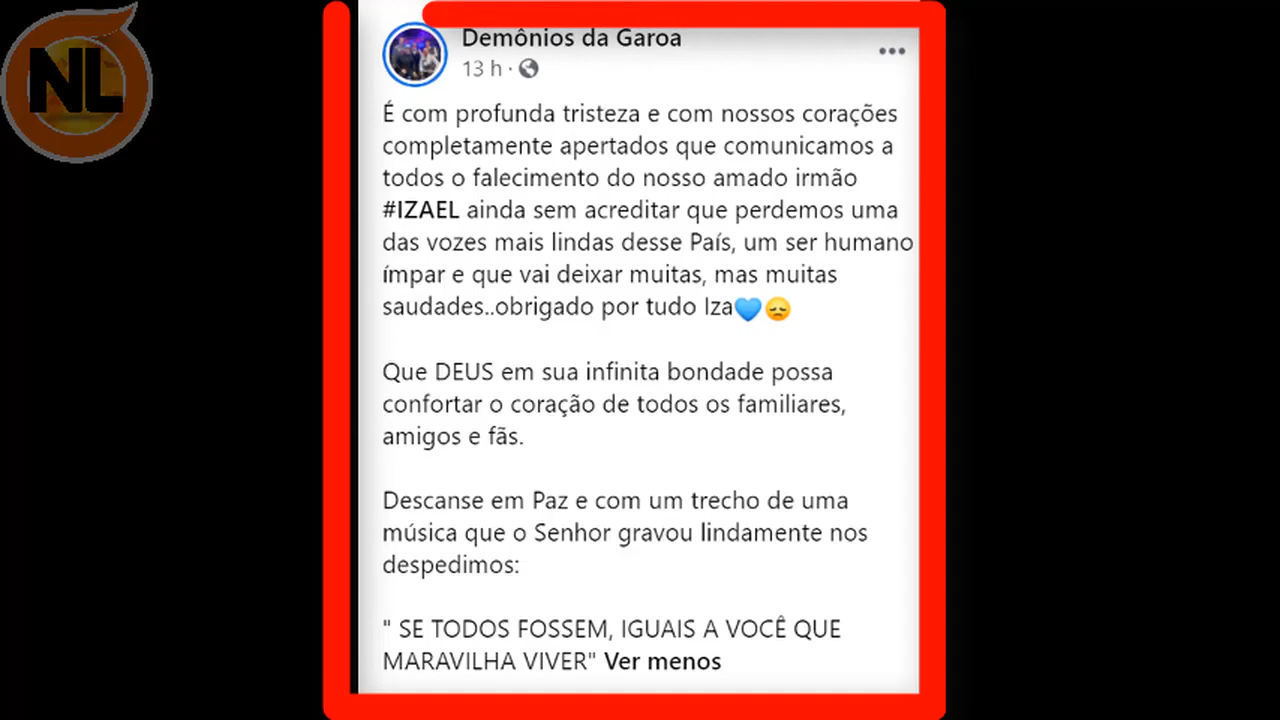 NL
Demônios da Garoa
13 h ·
É com profunda tristeza e com nossos corações
completamente apertados que comunicamos a
todos o falecimento do nosso amado irmão
#IZAEL ainda sem acreditar que perdemos uma
das vozes mais lindas desse País, um ser humano
ímpar e que vai deixar muitas, mas muitas
saudades..obrigado por tudo Iza💙😞
Que DEUS em sua infinita bondade possa
confortar o coração de todos os familiares,
amigos e fãs.
Descanse em Paz e com um trecho de uma
música que o Senhor gravou lindamente nos
despedimos:
" SE TODOS FOSSEM, IGUAIS A VOCÊ QUE
MARAVILHA VIVER" Ver menos